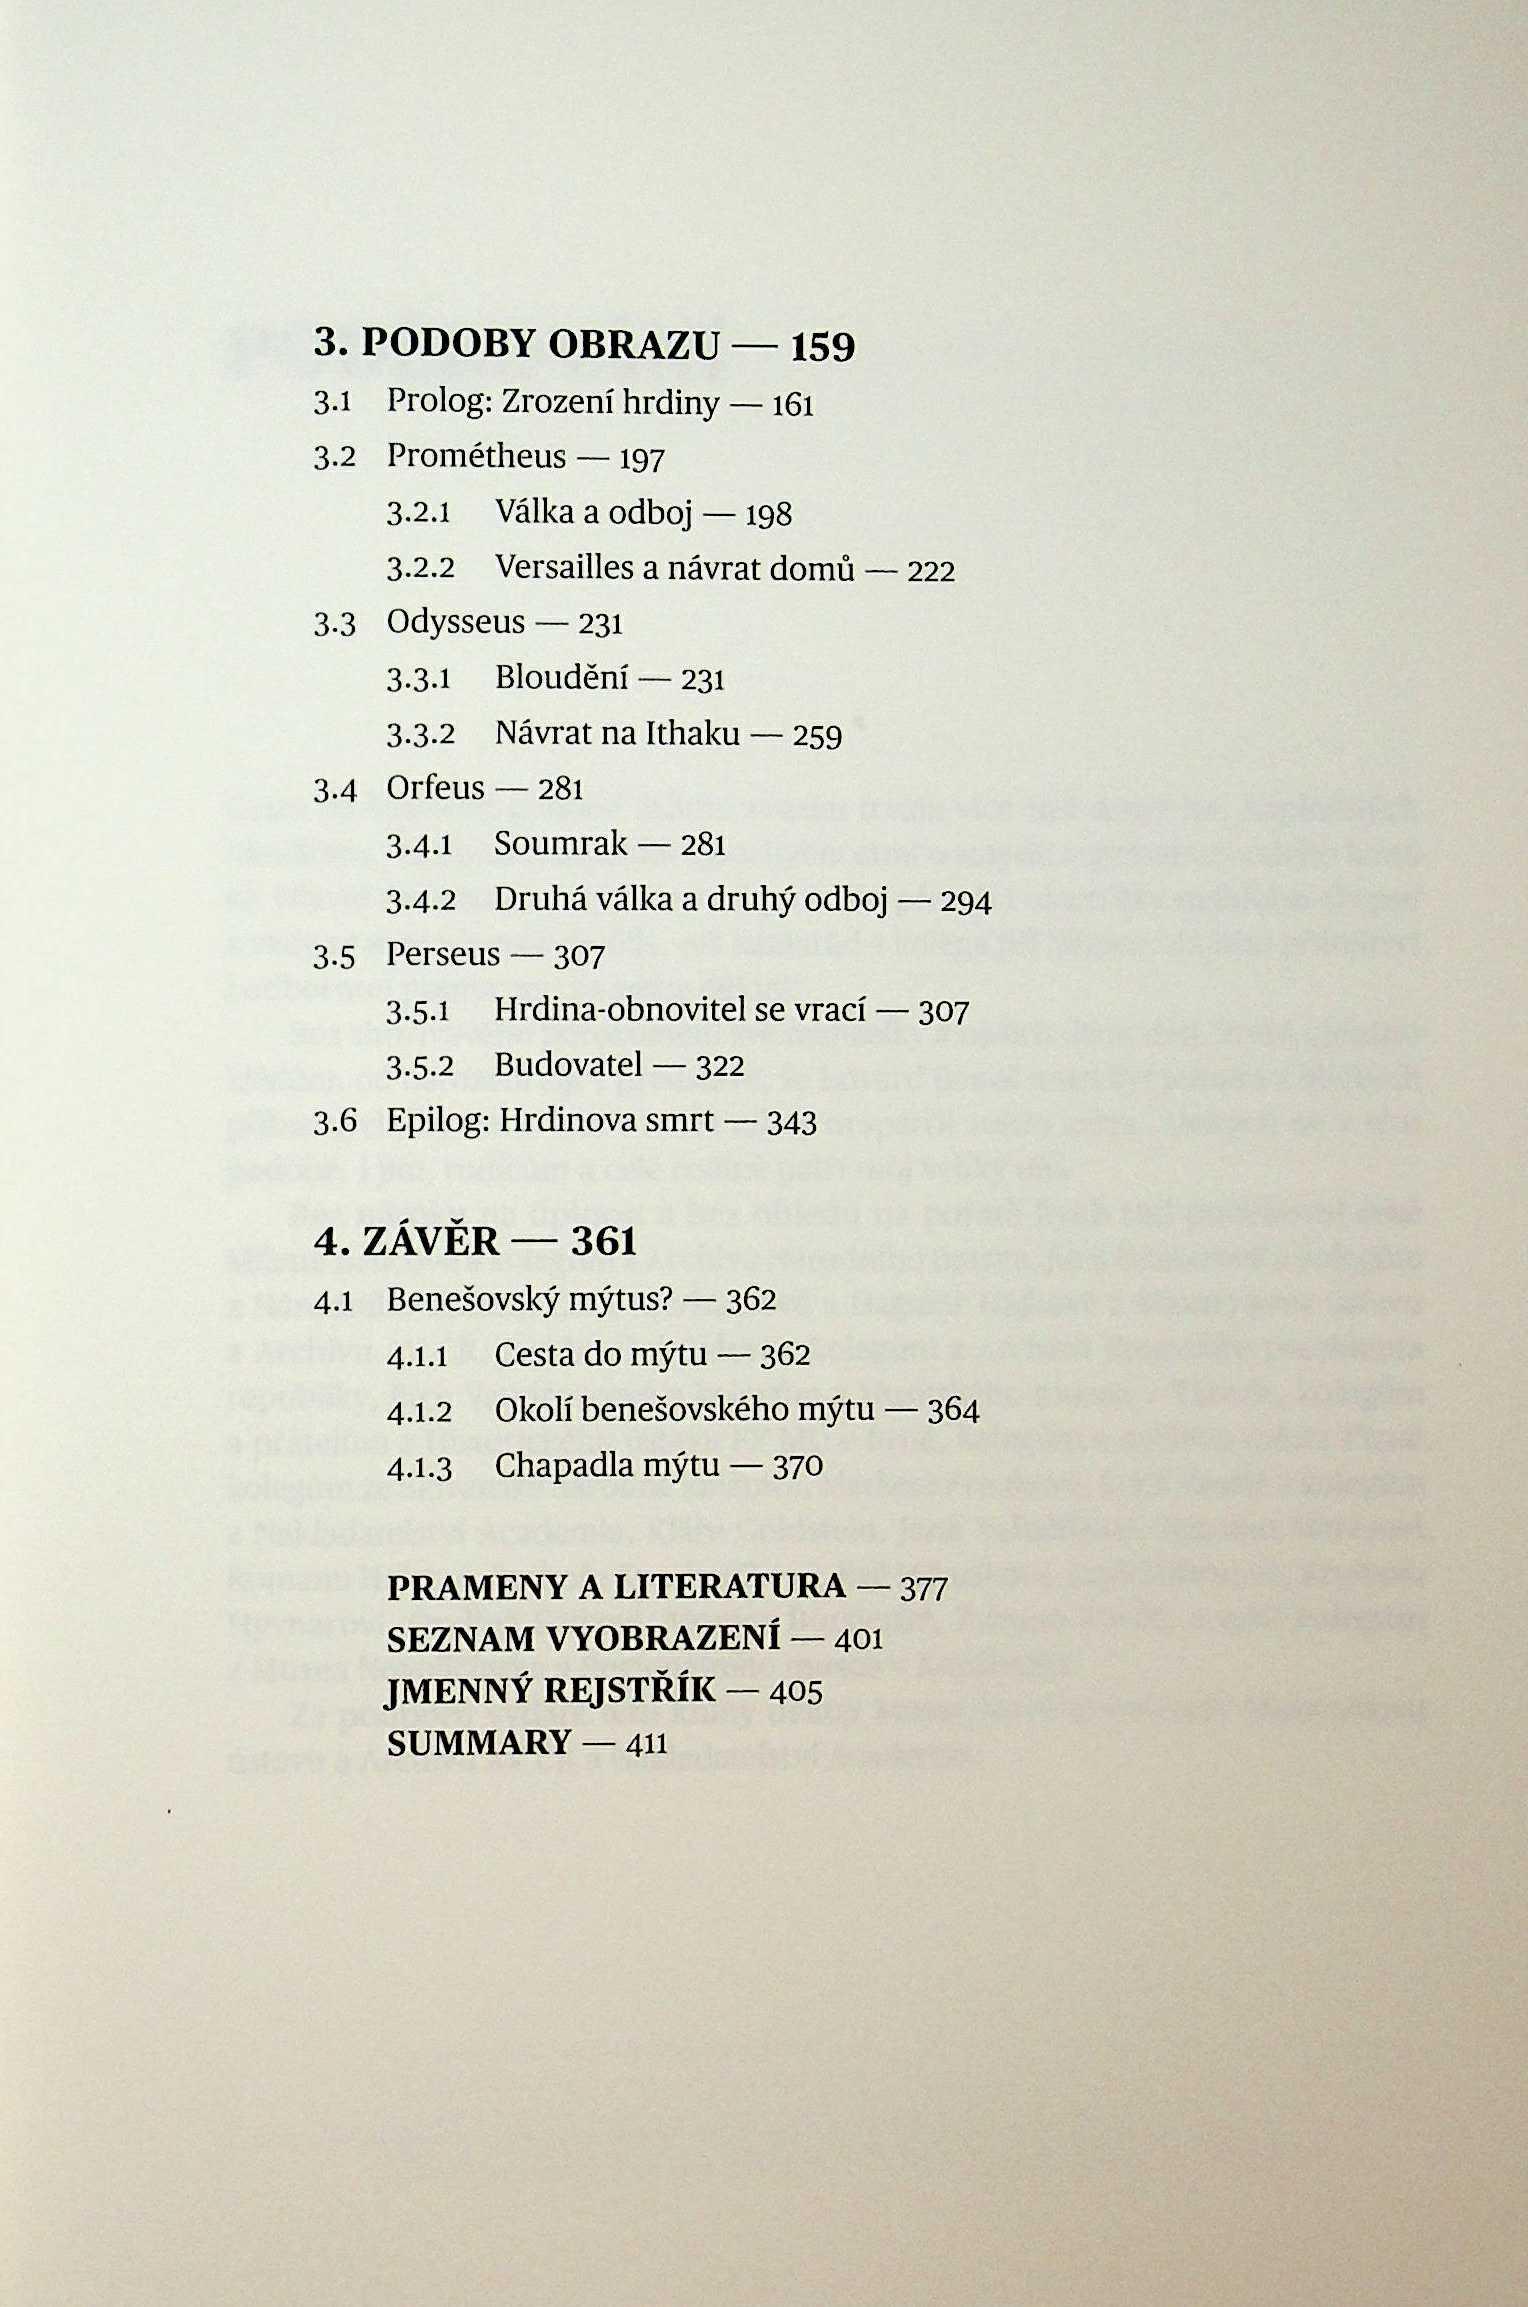 3. PODOBY OBRAZU — 159
3.1 Prolog: Zrození hrdiny — 161
3.2 Prométheus — 197
3.2.1 Válka a odboj — 198
3.2.2 Versailles a návrat domů — 222
3.3 Odysseus — 231
3.3.1 Bloudění — 231
3.3.2 Návrat na Ithaku — 259
3.4 Orfeus — 281
3.4.1 Soumrak — 281
3.4.2 Druhá válka a druhý odboj — 294
3.5 Perseus — 307
3.5.1 Hrdina-obnovitel se vrací — 307
3.5.2 Budovatel — 322
3.6 Epilog: Hrdinova smrt — 343
4. ZÁVĚR — 361
4.1 Benešovský mýtus? — 362
4.1.1 Cesta do mýtu — 362
4.1.2 Okolí benešovského mýtu — 364
4.1.3 Chapadla mýtu — 370
PRAMENY A LITERATURA — 377
SEZNAM VYOBRAZENÍ — 401
JMENNÝ REJSTŘÍK — 405
SUMMARY — 411